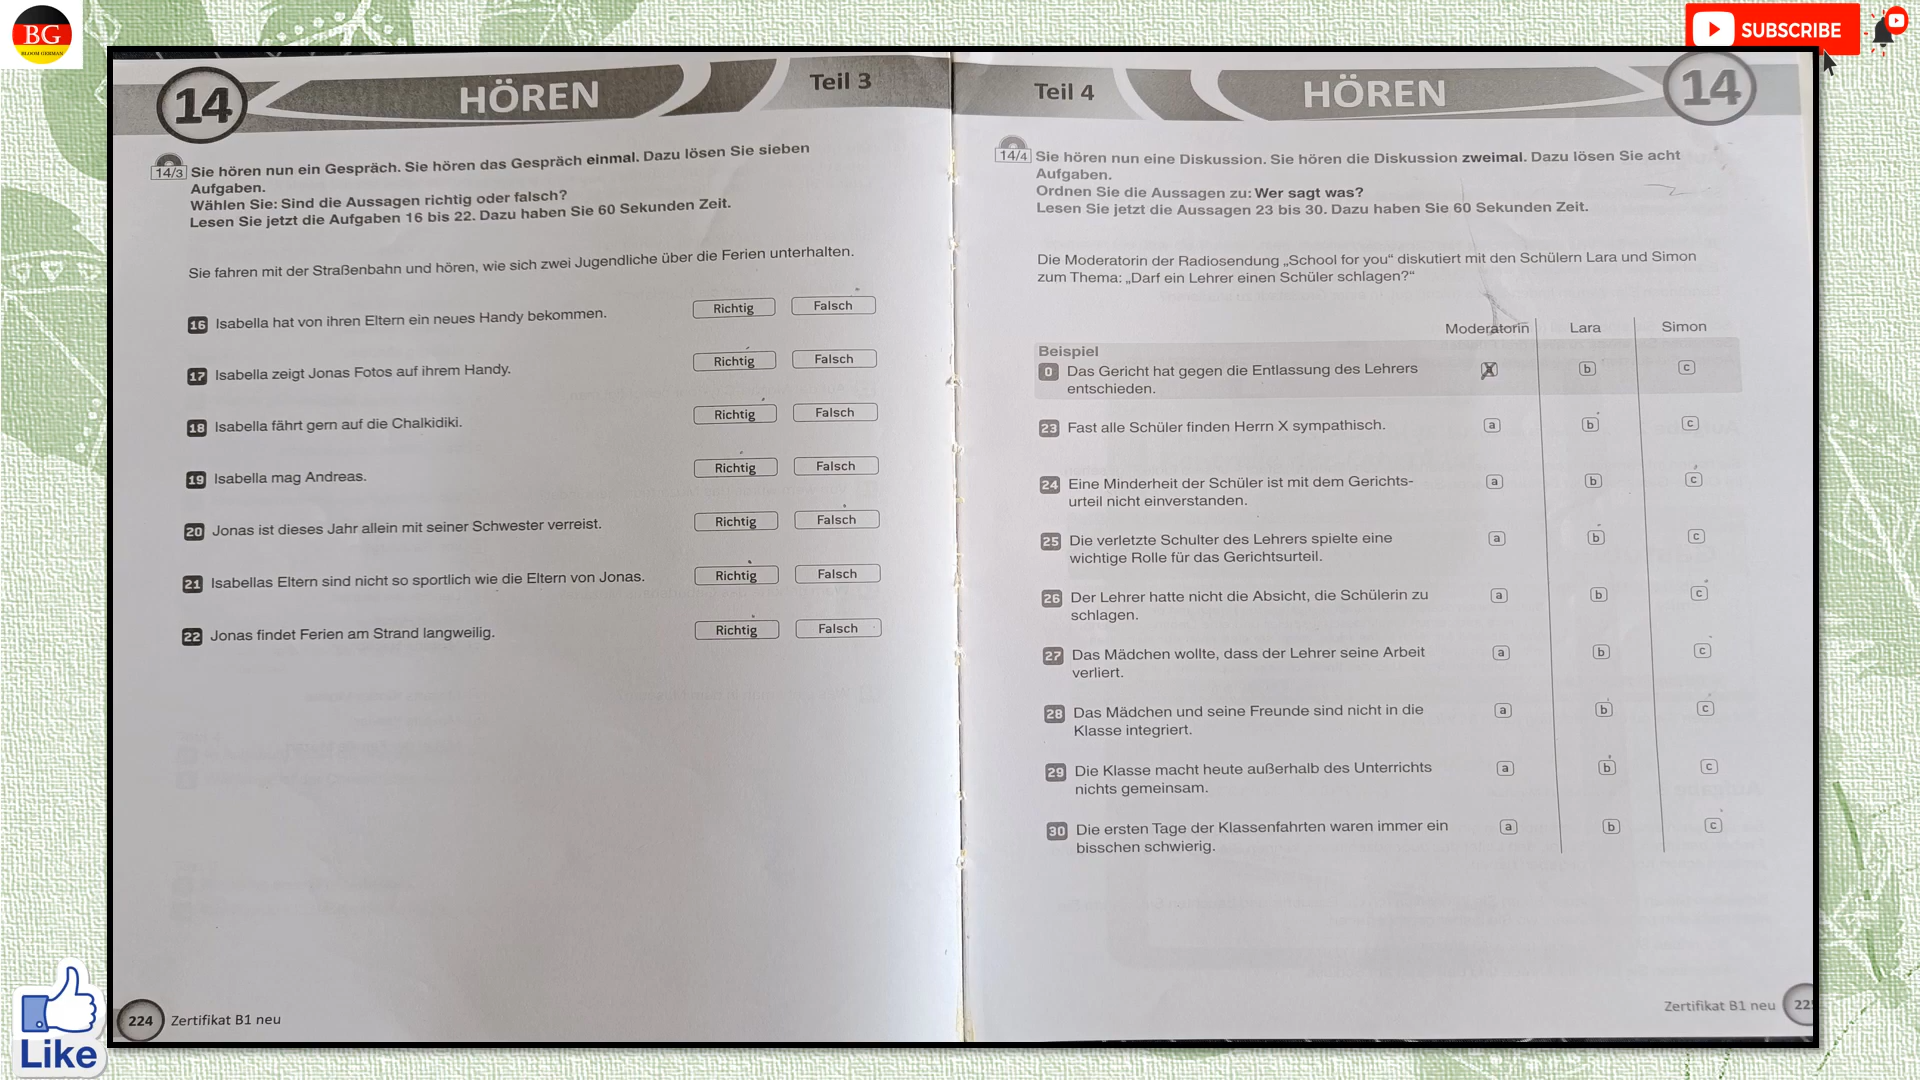 BG
BLOOM GERMAN
SUBSCRIBE
14
HÖREN
Teil 3
14/3
Sie hören nun ein Gespräch. Sie hören das Gespräch einmal. Dazu lösen Sie sieben
Aufgaben.
Wählen Sie: Sind die Aussagen richtig oder falsch?
Lesen Sie jetzt die Aufgaben 16 bis 22. Dazu haben Sie 60 Sekunden Zeit.
Sie fahren mit der Straßenbahn und hören, wie sich zwei Jugendliche über die Ferien unterhalten.
16 Isabella hat von ihren Eltern ein neues Handy bekommen. Richtig Falsch
17 Isabella zeigt Jonas Fotos auf ihrem Handy. Richtig Falsch
18 Isabella fährt gern auf die Chalkidiki. Richtig Falsch
19 Isabella mag Andreas. Richtig Falsch
20 Jonas ist dieses Jahr allein mit seiner Schwester verreist. Richtig Falsch
21 Isabellas Eltern sind nicht so sportlich wie die Eltern von Jonas. Richtig Falsch
22 Jonas findet Ferien am Strand langweilig. Richtig Falsch
224 Zertifikat B1 neu
Teil 4
HÖREN
14
14/4
Sie hören nun eine Diskussion. Sie hören die Diskussion zweimal. Dazu lösen Sie acht
Aufgaben.
Ordnen Sie die Aussagen zu: Wer sagt was?
Lesen Sie jetzt die Aussagen 23 bis 30. Dazu haben Sie 60 Sekunden Zeit.
Die Moderatorin der Radiosendung „School for you“ diskutiert mit den Schülern Lara und Simon
zum Thema: „Darf ein Lehrer einen Schüler schlagen?“
Moderatorin Lara Simon
Beispiel
0 Das Gericht hat gegen die Entlassung des Lehrers X b c
entschieden.
23 Fast alle Schüler finden Herrn X sympathisch. a b c
24 Eine Minderheit der Schüler ist mit dem Gerichts- a b c
urteil nicht einverstanden.
25 Die verletzte Schulter des Lehrers spielte eine a b c
wichtige Rolle für das Gerichtsurteil.
26 Der Lehrer hatte nicht die Absicht, die Schülerin zu a b c
schlagen.
27 Das Mädchen wollte, dass der Lehrer seine Arbeit a b c
verliert.
28 Das Mädchen und seine Freunde sind nicht in die a b c
Klasse integriert.
29 Die Klasse macht heute außerhalb des Unterrichts a b c
nichts gemeinsam.
30 Die ersten Tage der Klassenfahrten waren immer ein a b c
bisschen schwierig.
Zertifikat B1 neu
Like